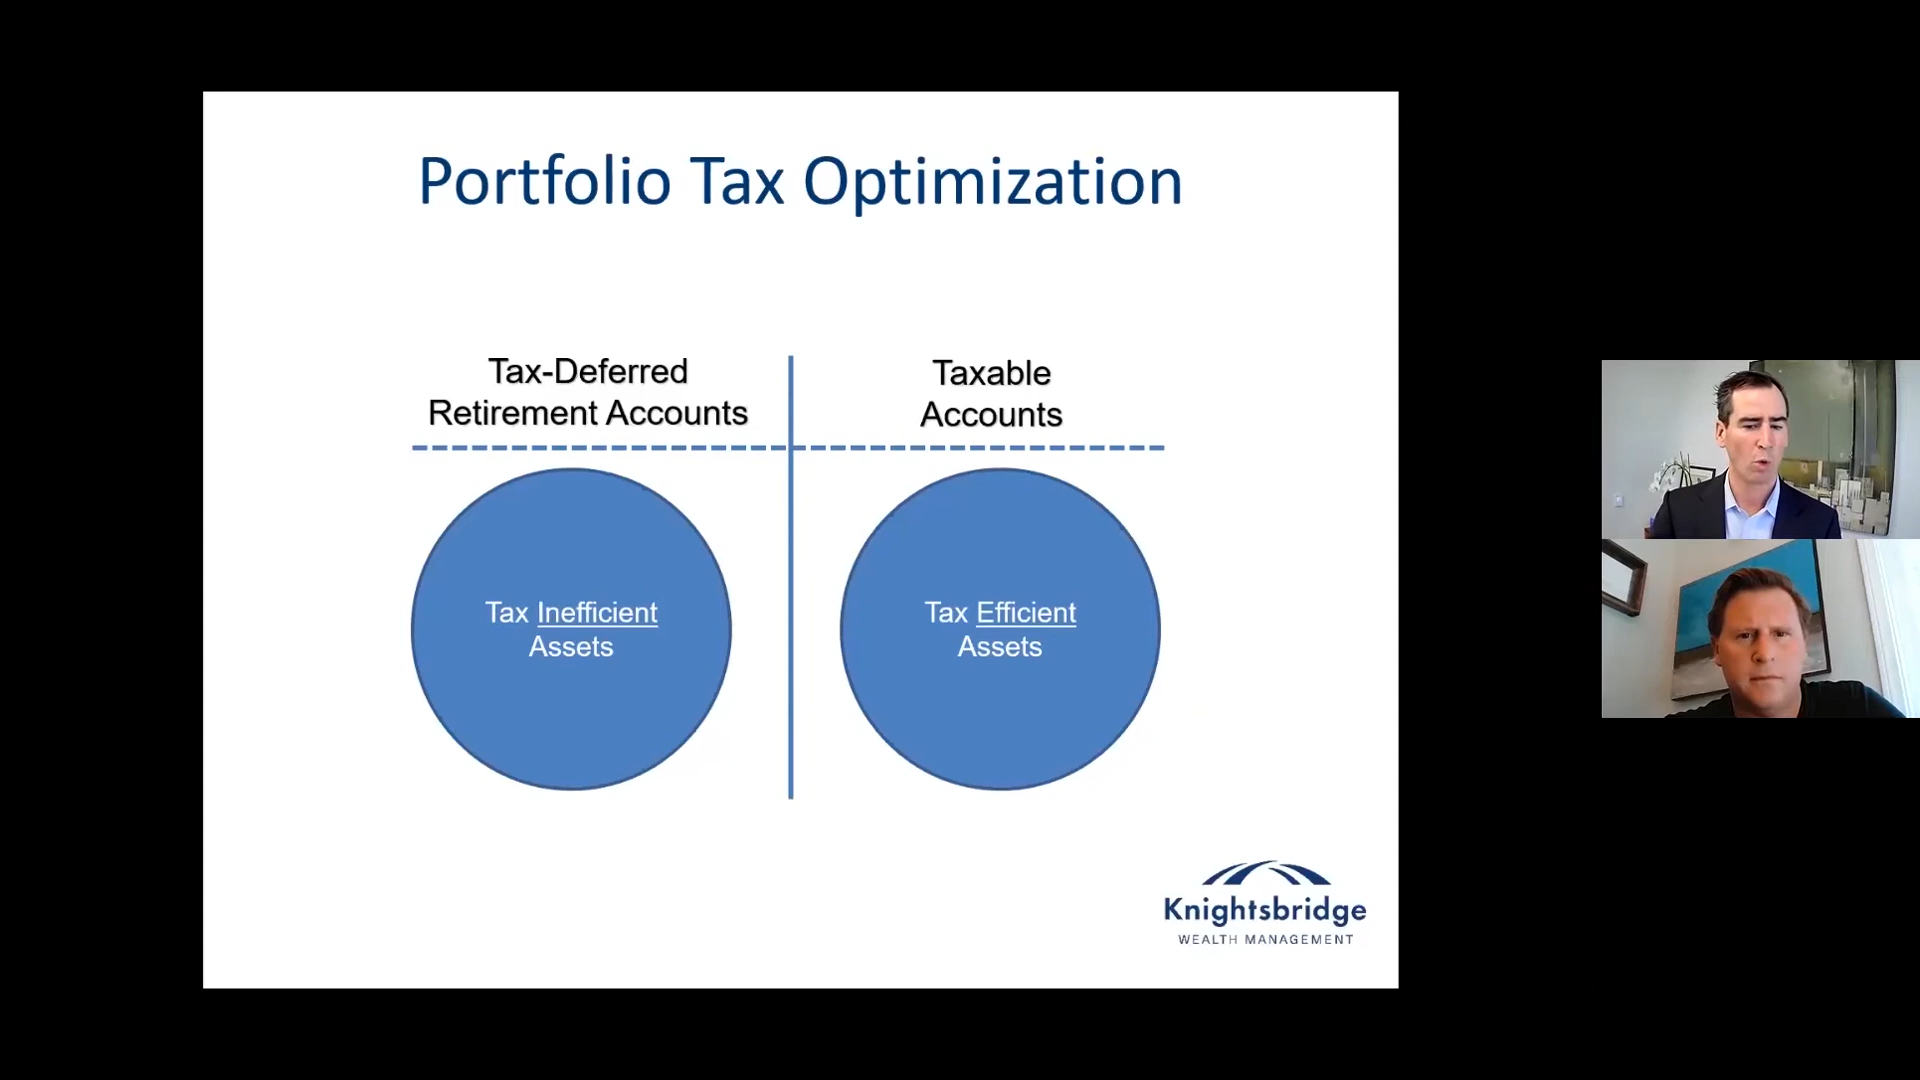 Portfolio Tax Optimization
Tax-Deferred
Retirement Accounts
Taxable
Accounts
Tax Inefficient
Assets
Tax Efficient
Assets
Knightsbridge
WEALTH MANAGEMENT